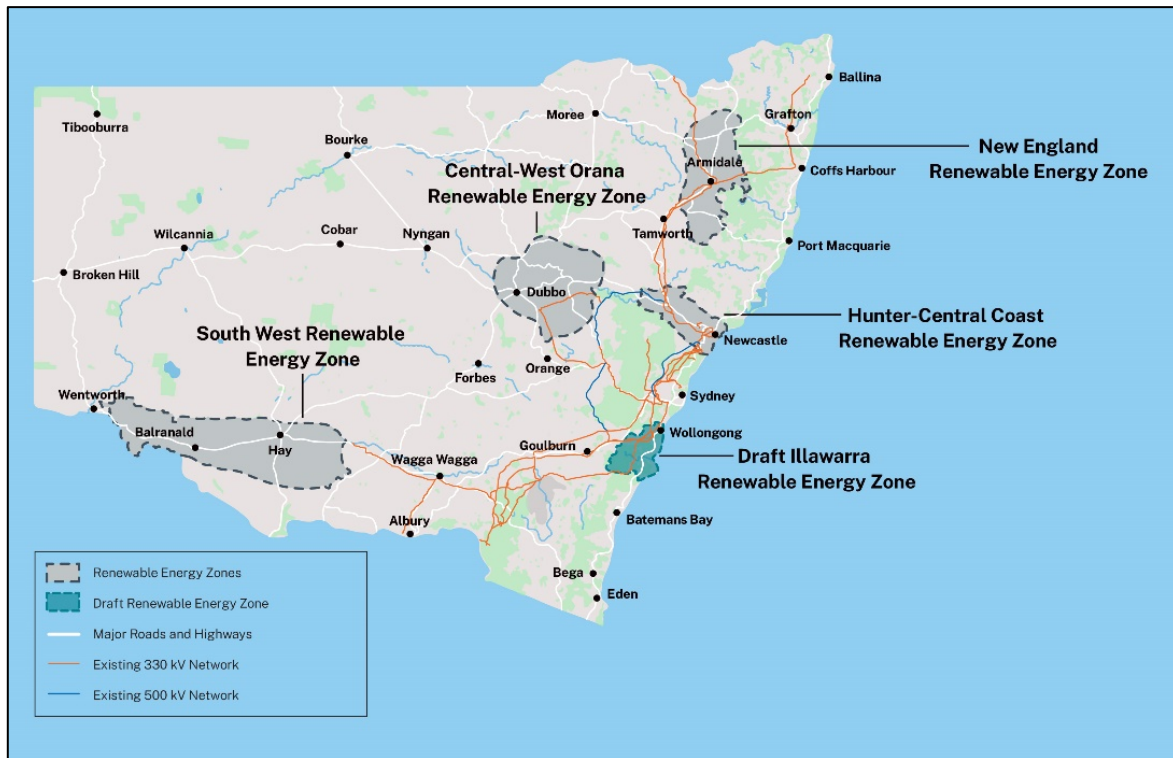 Ballina
Tibooburra
Moree
Grafton
Bourke
New England
Renewable Energy Zone
Armidale
Central-West Orana
Renewable Energy Zone
Coffs Harbour
Tamworth
Wilcannia
Cobar
Nyngan
Port Macquarie
Broken Hill
Dubbo
Hunter-Central Coast
Renewable Energy Zone
South West Renewable
Energy Zone
Newcastle
Orange
Forbes
Wentworth
Sydney
Balranald
Hay
Wollongong
Goulburn
Wagga Wagga
Draft Illawarra
Renewable Energy Zone
Albury
Batemans Bay
Bega
Eden
Renewable Energy Zones
Draft Renewable Energy Zone
Major Roads and Highways
Existing 330 kV Network
Existing 500 kV Network